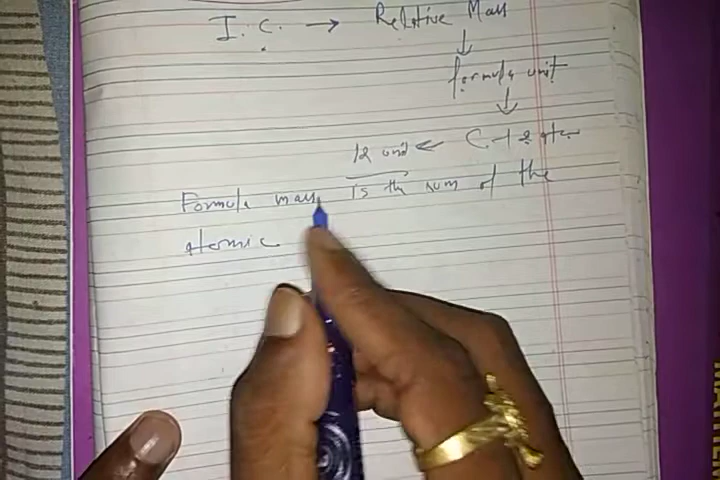 I. C. → Relative Mass
↓
formula unit
↓
12 unit ← C-12 atom
Formula mass is the sum of the
atomic